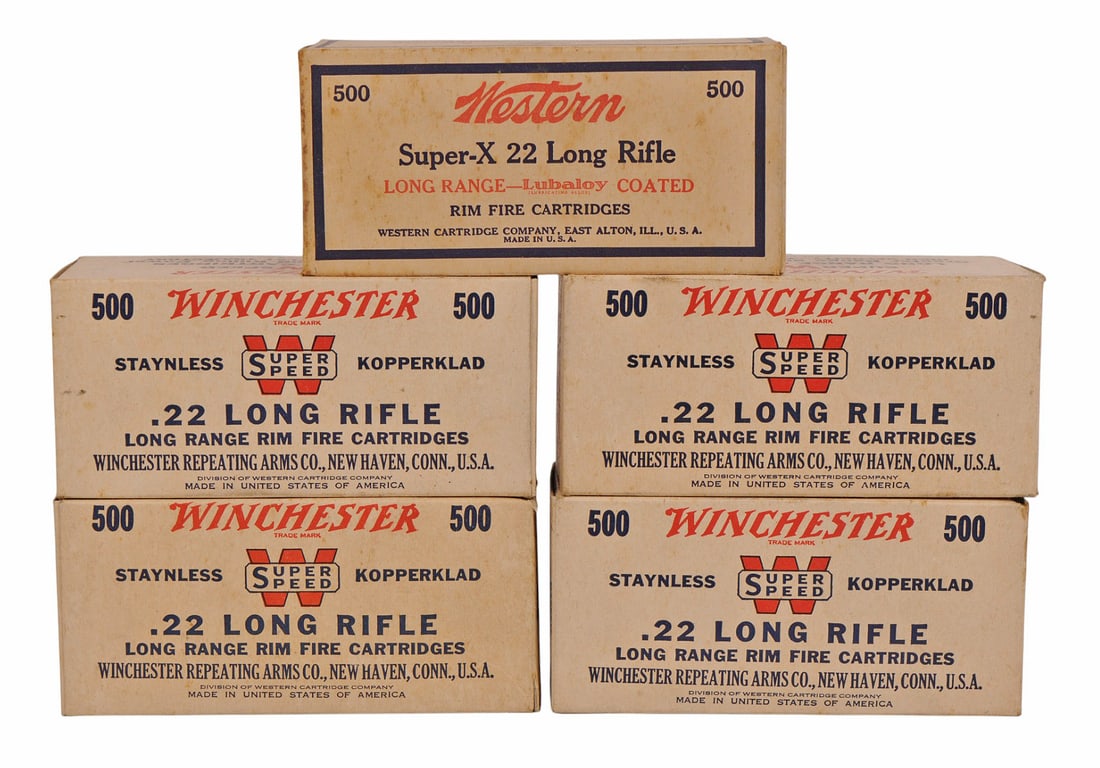 500 Western 500
Super-X 22 Long Rifle
LONG RANGE—Lubaloy COATED
(LUBRICATING ALLOY)
RIM FIRE CARTRIDGES
WESTERN CARTRIDGE COMPANY, EAST ALTON, ILL., U. S. A.
MADE IN U. S. A.
500 WINCHESTER 500
TRADE MARK
STAYNLESS SUPER SPEED KOPPERKLAD
.22 LONG RIFLE
LONG RANGE RIM FIRE CARTRIDGES
WINCHESTER REPEATING ARMS CO., NEW HAVEN, CONN., U.S.A.
DIVISION OF WESTERN CARTRIDGE COMPANY
MADE IN UNITED STATES OF AMERICA
500 WINCHESTER 500
TRADE MARK
STAYNLESS SUPER SPEED KOPPERKLAD
.22 LONG RIFLE
LONG RANGE RIM FIRE CARTRIDGES
WINCHESTER REPEATING ARMS CO., NEW HAVEN, CONN., U.S.A.
DIVISION OF WESTERN CARTRIDGE COMPANY
MADE IN UNITED STATES OF AMERICA
500 WINCHESTER 500
TRADE MARK
STAYNLESS SUPER SPEED KOPPERKLAD
.22 LONG RIFLE
LONG RANGE RIM FIRE CARTRIDGES
WINCHESTER REPEATING ARMS CO., NEW HAVEN, CONN., U.S.A.
DIVISION OF WESTERN CARTRIDGE COMPANY
MADE IN UNITED STATES OF AMERICA
500 WINCHESTER 500
TRADE MARK
STAYNLESS SUPER SPEED KOPPERKLAD
.22 LONG RIFLE
LONG RANGE RIM FIRE CARTRIDGES
WINCHESTER REPEATING ARMS CO., NEW HAVEN, CONN., U.S.A.
DIVISION OF WESTERN CARTRIDGE COMPANY
MADE IN UNITED STATES OF AMERICA